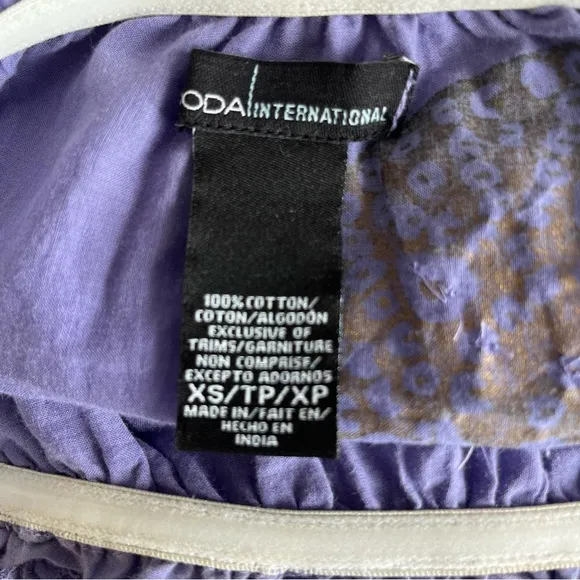 ODA INTERNATIONAL
100% COTTON/
COTON/ALGODÓN
EXCLUSIVE OF
TRIMS/GARNITURE
NON COMPRISE/
EXCEPTO ADORNOS
XS/TP/XP
MADE IN/FAIT EN/
HECHO EN
INDIA